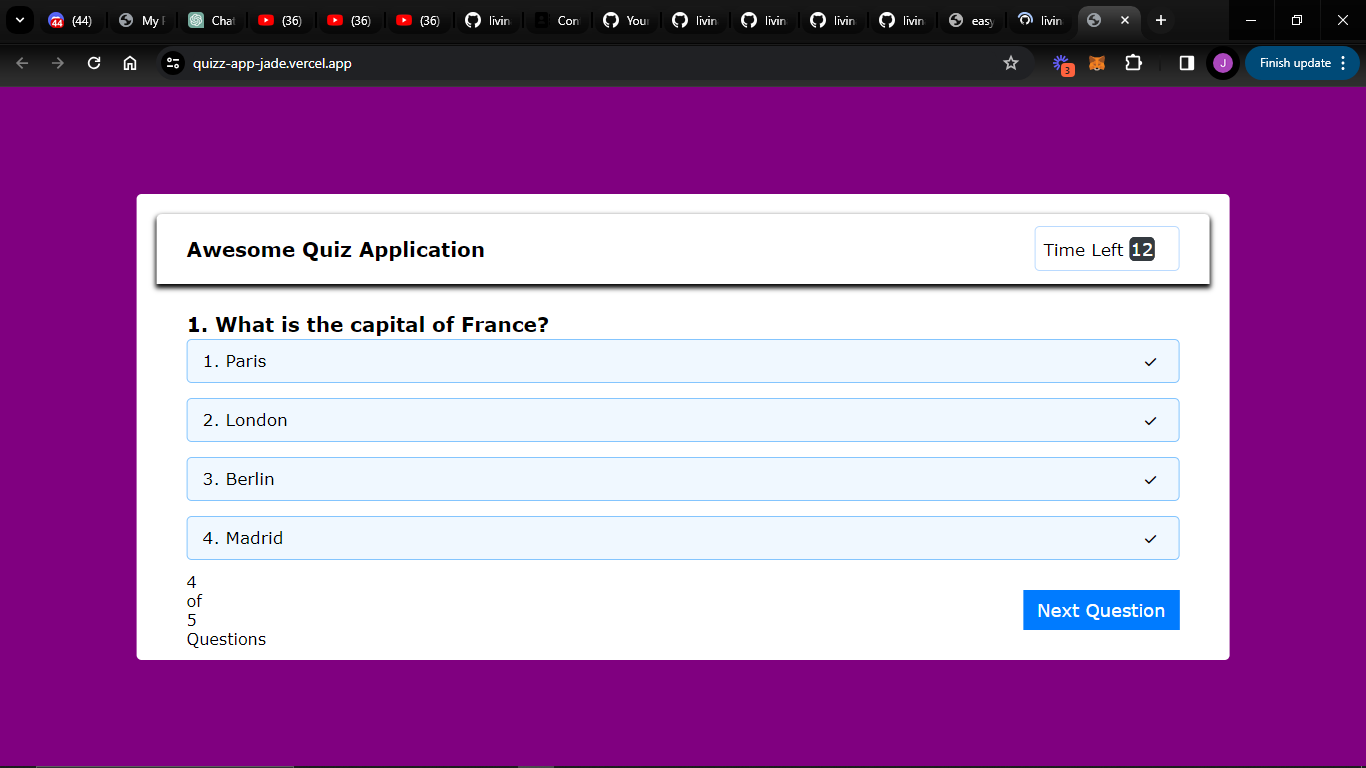 (44)
My
Chat
(36)
(36)
(36)
livin
Con
You
livin
livin
livin
livin
easy
livin
quizz-app-jade.vercel.app
3
J
Finish update
Awesome Quiz Application
Time Left 12
1. What is the capital of France?
1. Paris
2. London
3. Berlin
4. Madrid
4
of
5
Questions
Next Question